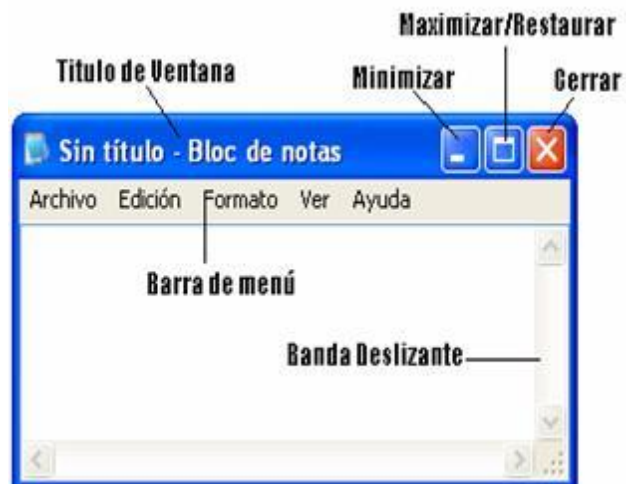 Maximizar/Restaurar
Titulo de Ventana
Minimizar
Cerrar
Sin título - Bloc de notas
Archivo Edición Formato Ver Ayuda
Barra de menú
Banda Deslizante